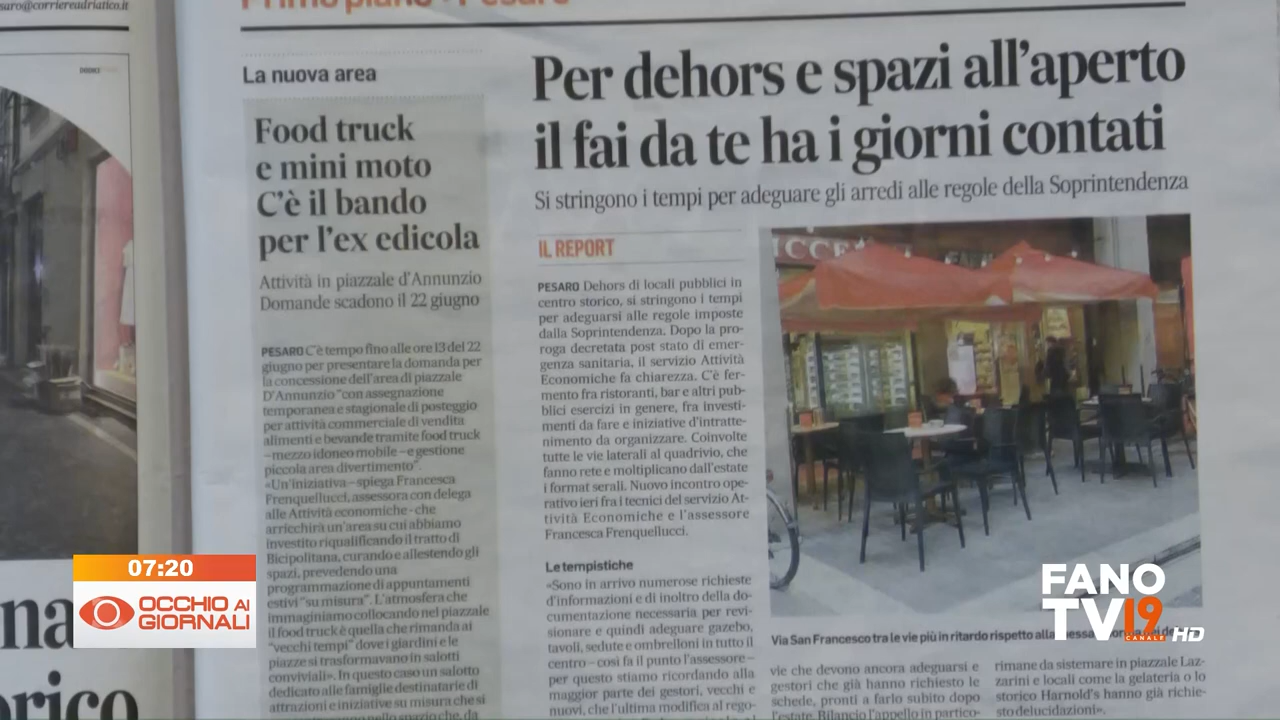 saro@corriereadriatico.it
Primo piano • Pesaro
La nuova area
Food truck
e mini moto
C'è il bando
per l'ex edicola
Attività in piazzale d'Annunzio
Domande scadono il 22 giugno
PESARO C'è tempo fino alle ore 13 del 22
giugno per presentare la domanda per
la concessione dell'area di piazzale
D'Annunzio "con assegnazione
temporanea e stagionale di posteggio
per attività commerciale di vendita
alimenti e bevande tramite food truck
–mezzo idoneo mobile – e gestione
piccola area divertimento".
«Un'iniziativa – spiega Francesca
Frenquellucci, assessora con delega
alle Attività economiche - che
arricchirà un'area su cui abbiamo
investito riqualificando il tratto di
Bicipolitana, curando e allestendo gli
spazi, prevedendo una
programmazione di appuntamenti
estivi "su misura". L'atmosfera che
immaginiamo collocando nel piazzale
il food truck è quella che rimanda ai
"vecchi tempi" dove i giardini e le
piazze si trasformavano in salotti
conviviali». In questo caso un salotto
dedicato alle famiglie destinatarie di
attrazioni e iniziative su misura che si
Per dehors e spazi all'aperto
il fai da te ha i giorni contati
Si stringono i tempi per adeguare gli arredi alle regole della Soprintendenza
IL REPORT
PESARO Dehors di locali pubblici in
centro storico, si stringono i tempi
per adeguarsi alle regole imposte
dalla Soprintendenza. Dopo la pro-
roga decretata post stato di emer-
genza sanitaria, il servizio Attività
Economiche fa chiarezza. C'è fer-
mento fra ristoranti, bar e altri pub-
blici esercizi in genere, fra investi-
menti da fare e iniziative d'intratte-
nimento da organizzare. Coinvolte
tutte le vie laterali al quadrivio, che
fanno rete e moltiplicano dall'estate
i format serali. Nuovo incontro ope-
rativo ieri fra i tecnici del servizio At-
tività Economiche e l'assessore
Francesca Frenquellucci.
Le tempistiche
«Sono in arrivo numerose richieste
d'informazioni e di inoltro della do-
cumentazione necessaria per revi-
sionare e quindi adeguare gazebo,
tavoli, sedute e ombrelloni in tutto il
centro – così fa il punto l'assessore–
per questo stiamo ricordando alla
maggior parte dei gestori, vecchi e
nuovi, che l'ultima modifica al rego-
Via San Francesco tra le vie più in ritardo rispetto alla
vie che devono ancora adeguarsi e
gestori che già hanno richiesto le
schede, pronti a farlo subito dopo
l'estate. Bilancio l'appello in partico-
rimane da sistemare in piazzale Laz-
zarini e locali come la gelateria o lo
storico Harnold's hanno già richie-
sto delucidazioni».
07:20
OCCHIO AI
GIORNALI
FANO
TV19
CANALE
HD
na
orico